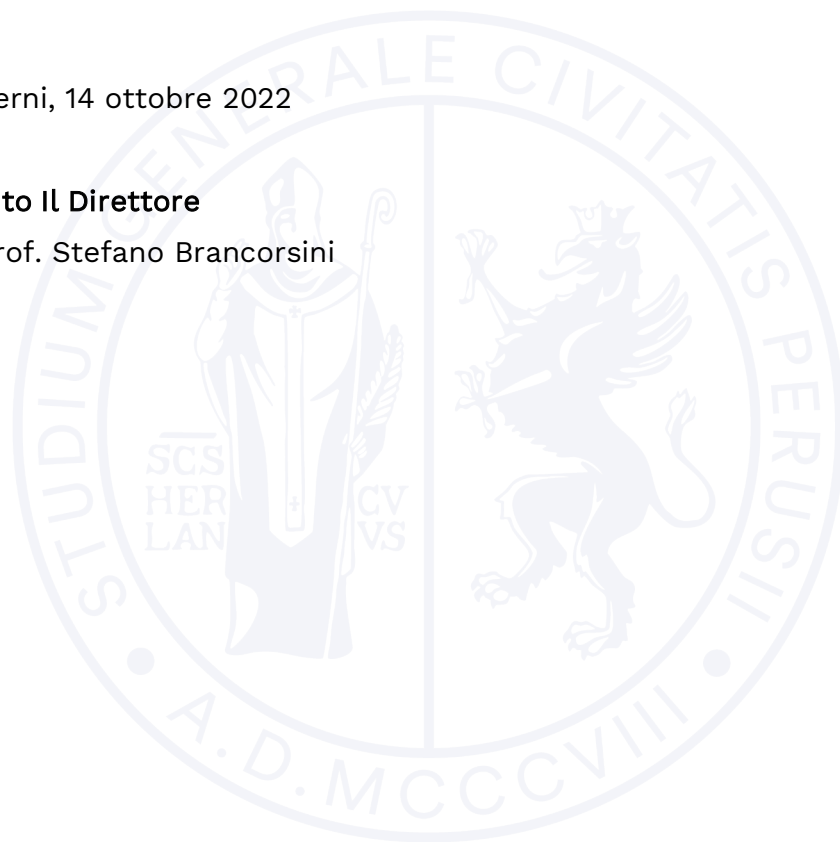 erni, 14 ottobre 2022
to Il Direttore
rof. Stefano Brancorsini
STUDIUM GENERALE CIVITATIS PERUSII
SCS
HER CV
LAN VS
A.D. MCCCVIII